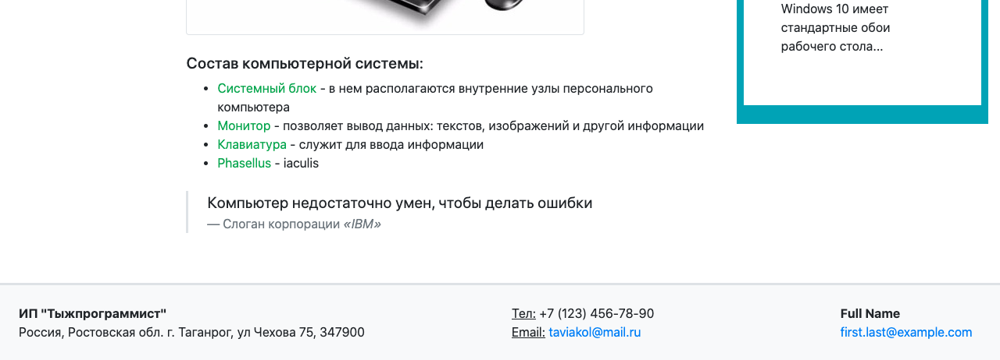 Windows 10 имеет
стандартные обои
рабочего стола...
Состав компьютерной системы:
Системный блок - в нем располагаются внутренние узлы персонального
компьютера
Монитор - позволяет вывод данных: текстов, изображений и другой информации
Клавиатура - служит для ввода информации
Phasellus - iaculis
Компьютер недостаточно умен, чтобы делать ошибки
— Слоган корпорации «IBM»
ИП "Тыжпрограммист"
Россия, Ростовская обл. г. Таганрог, ул Чехова 75, 347900
Тел: +7 (123) 456-78-90
Email: taviakol@mail.ru
Full Name
first.last@example.com